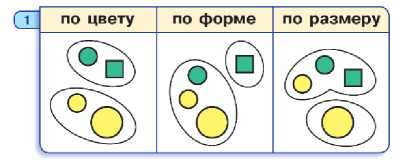 1
по цвету по форме по размеру